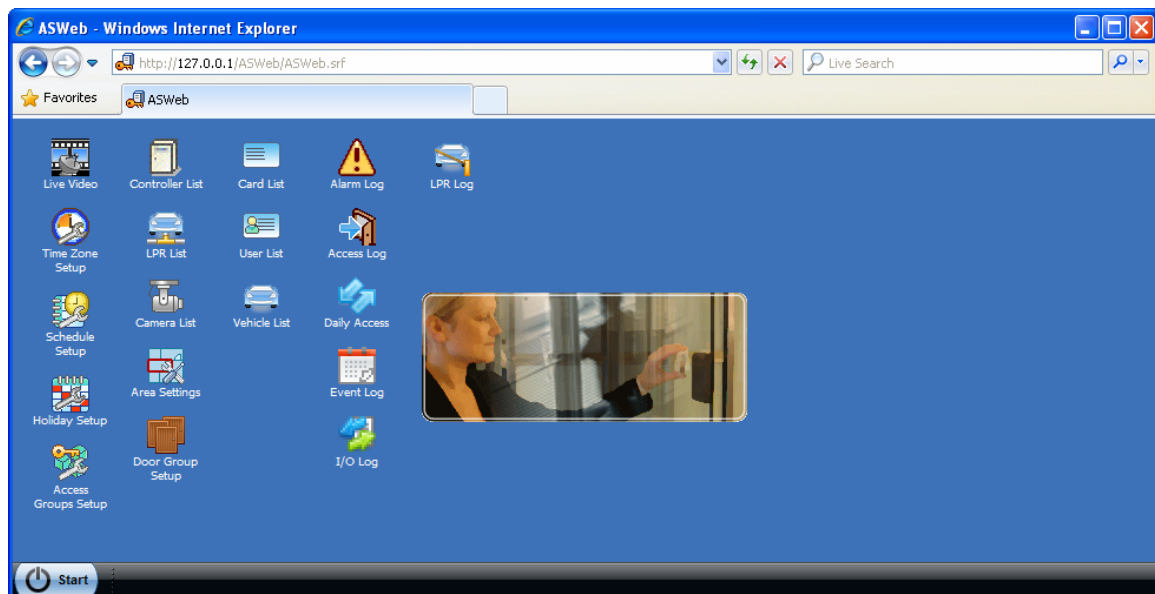 ASWeb - Windows Internet Explorer
http://127.0.0.1/ASWeb/ASWeb.srf
Live Search
Favorites
ASWeb
Live Video
Controller List
Card List
Alarm Log
LPR Log
Time Zone
Setup
LPR List
User List
Access Log
Schedule
Setup
Camera List
Vehicle List
Daily Access
Holiday Setup
Area Settings
Event Log
Access
Groups Setup
Door Group
Setup
I/O Log
Start